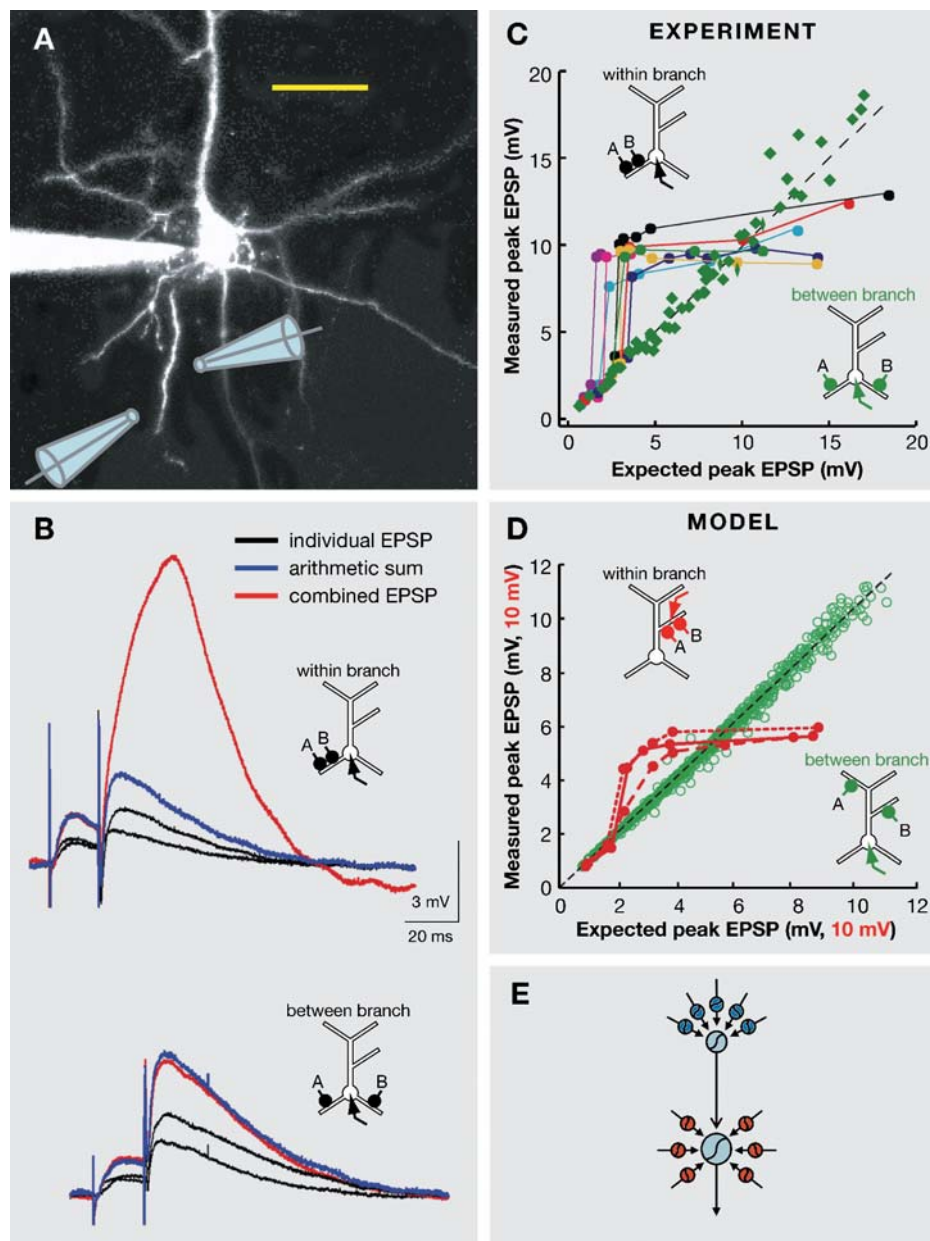 A
B
individual EPSP
arithmetic sum
combined EPSP
within branch
A
B
3 mV
20 ms
between branch
A
B
C
EXPERIMENT
20
15
10
5
0
Measured peak EPSP (mV)
within branch
A
B
between branch
A
B
0
5
10
15
20
Expected peak EPSP (mV)
D
MODEL
12
10
8
6
4
2
0
Measured peak EPSP (mV, 10 mV)
within branch
A
B
between branch
A
B
0
2
4
6
8
10
12
Expected peak EPSP (mV, 10 mV)
E